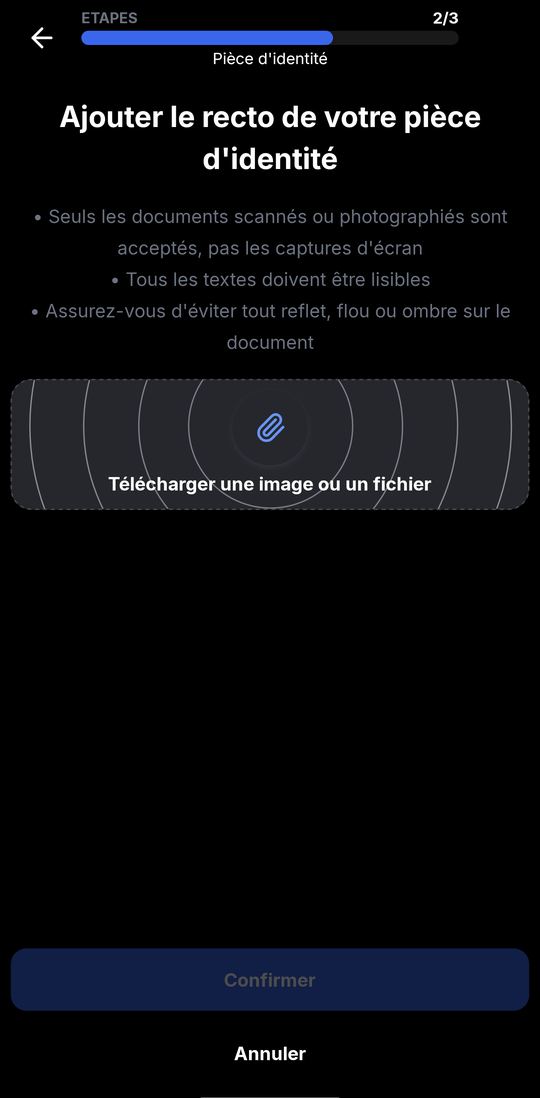 ETAPES
2/3
Pièce d'identité
Ajouter le recto de votre pièce
d'identité
• Seuls les documents scannés ou photographiés sont
acceptés, pas les captures d'écran
• Tous les textes doivent être lisibles
• Assurez-vous d'éviter tout reflet, flou ou ombre sur le
document
Télécharger une image ou un fichier
Confirmer
Annuler